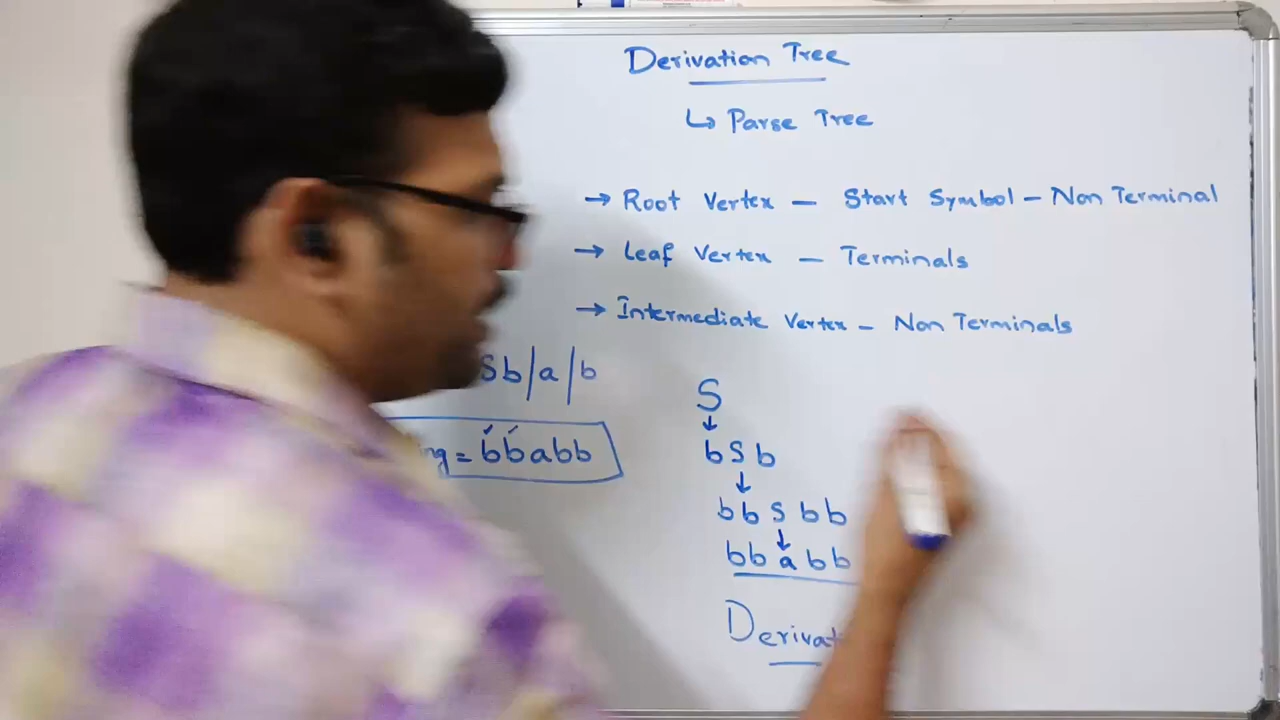 Derivation Tree
↳ Parse Tree
→ Root Vertex – Start Symbol – Non Terminal
→ Leaf Vertex – Terminals
→ Intermediate Vertex – Non Terminals
Sb/a/b
= bbabb
S
↓
bSb
↓
bbSbb
↓
bbabb